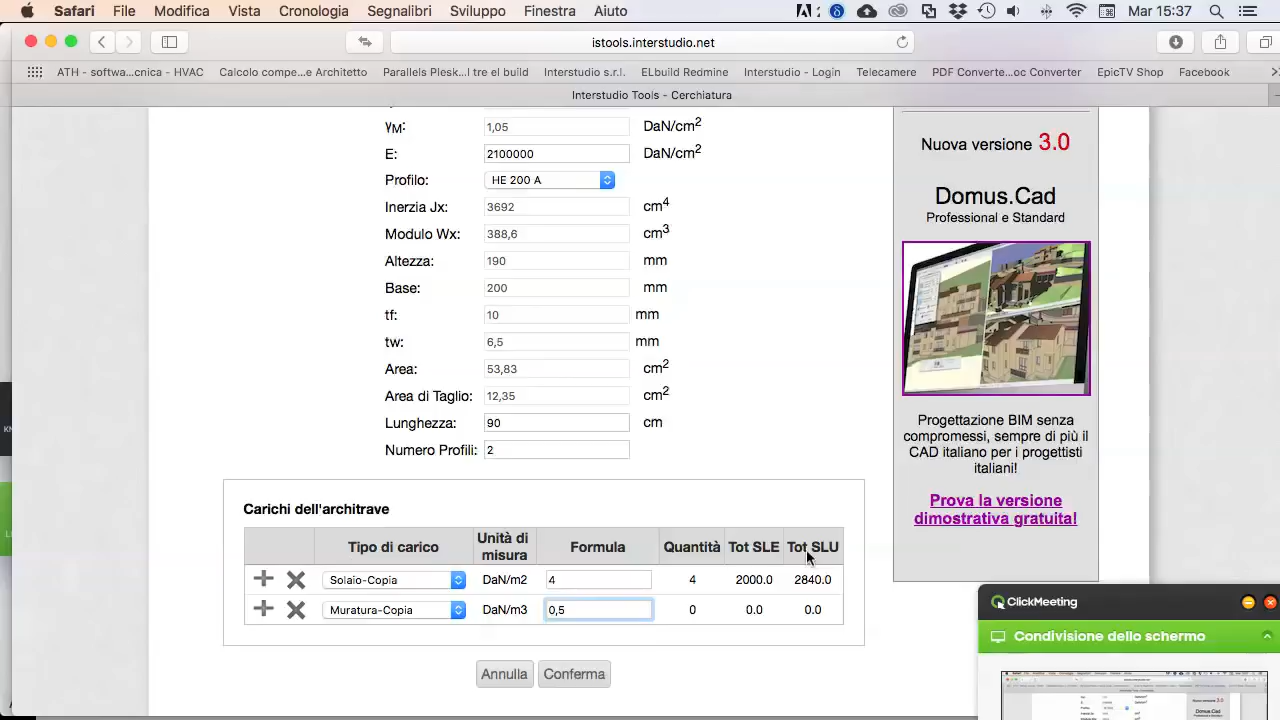 Safari File Modifica Vista Cronologia Segnalibri Sviluppo Finestra Aiuto Mar 15:37
istools.interstudio.net
ATH - softwa...cnica - HVAC Calcolo compe...e Architetto Parallels Plesk...l tre el build Interstudio s.r.l. ELbuild Redmine Interstudio - Login Telecamere PDF Converte...oc Converter EpicTV Shop Facebook
Interstudio Tools - Cerchiatura
γM: 1,05 DaN/cm2
E: 2100000 DaN/cm2
Profilo: HE 200 A
Inerzia Jx: 3692 cm4
Modulo Wx: 388,6 cm3
Altezza: 190 mm
Base: 200 mm
tf: 10 mm
tw: 6,5 mm
Area: 53,83 cm2
Area di Taglio: 12,35 cm2
Lunghezza: 90 cm
Numero Profili: 2
Carichi dell'architrave
Tipo di carico Unità di misura Formula Quantità Tot SLE Tot SLU
Solaio-Copia DaN/m2 4 4 2000.0 2840.0
Muratura-Copia DaN/m3 0,5 0 0.0 0.0
Annulla Conferma
Nuova versione 3.0
Domus.Cad
Professional e Standard
Progettazione BIM senza
compromessi, sempre di più il
CAD italiano per i progettisti
italiani!
Prova la versione
dimostrativa gratuita!
ClickMeeting
Condivisione dello schermo